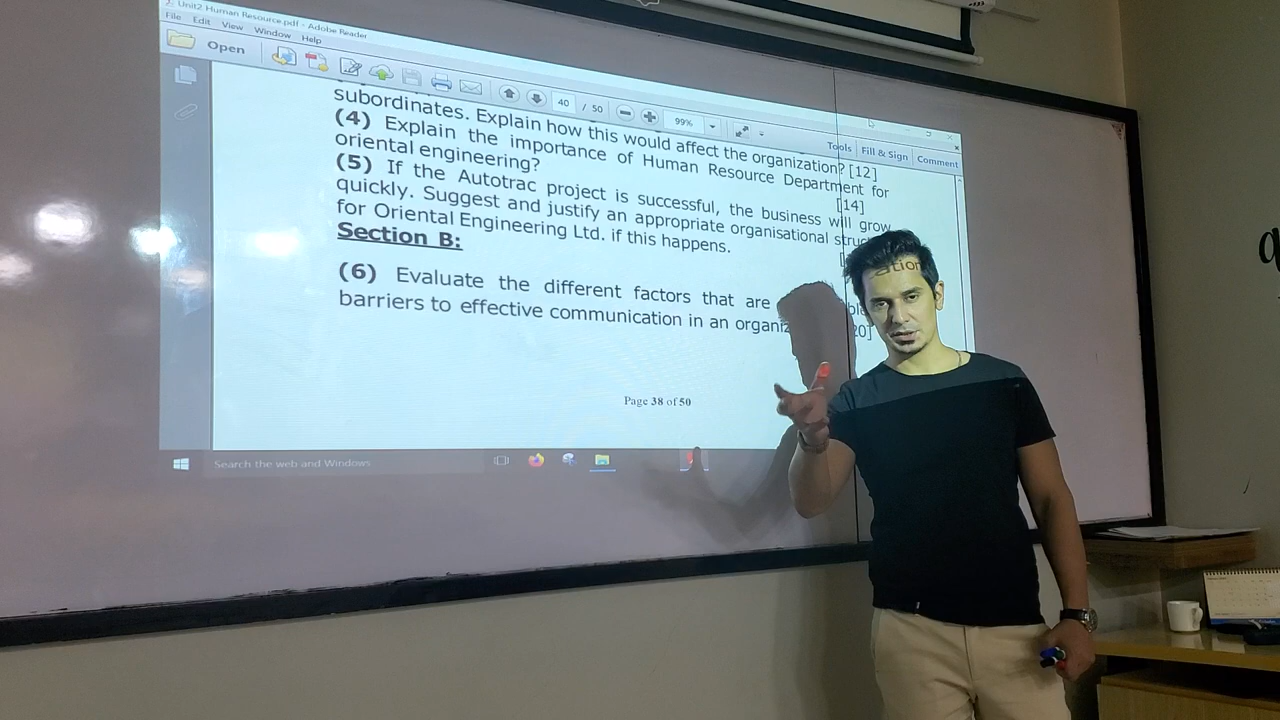 Unit2 Human Resource.pdf - Adobe Reader
File Edit View Window Help
Open
40 / 50
99%
Tools Fill & Sign Comment
subordinates. Explain how this would affect the organization? [12]
(4) Explain the importance of Human Resource Department for
oriental engineering? [14]
(5) If the Autotrac project is successful, the business will grow
quickly. Suggest and justify an appropriate organisational
for Oriental Engineering Ltd. if this happens.
Section B:
(6) Evaluate the different factors that are
barriers to effective communication in an 20]
Page 38 of 50
Search the web and Windows